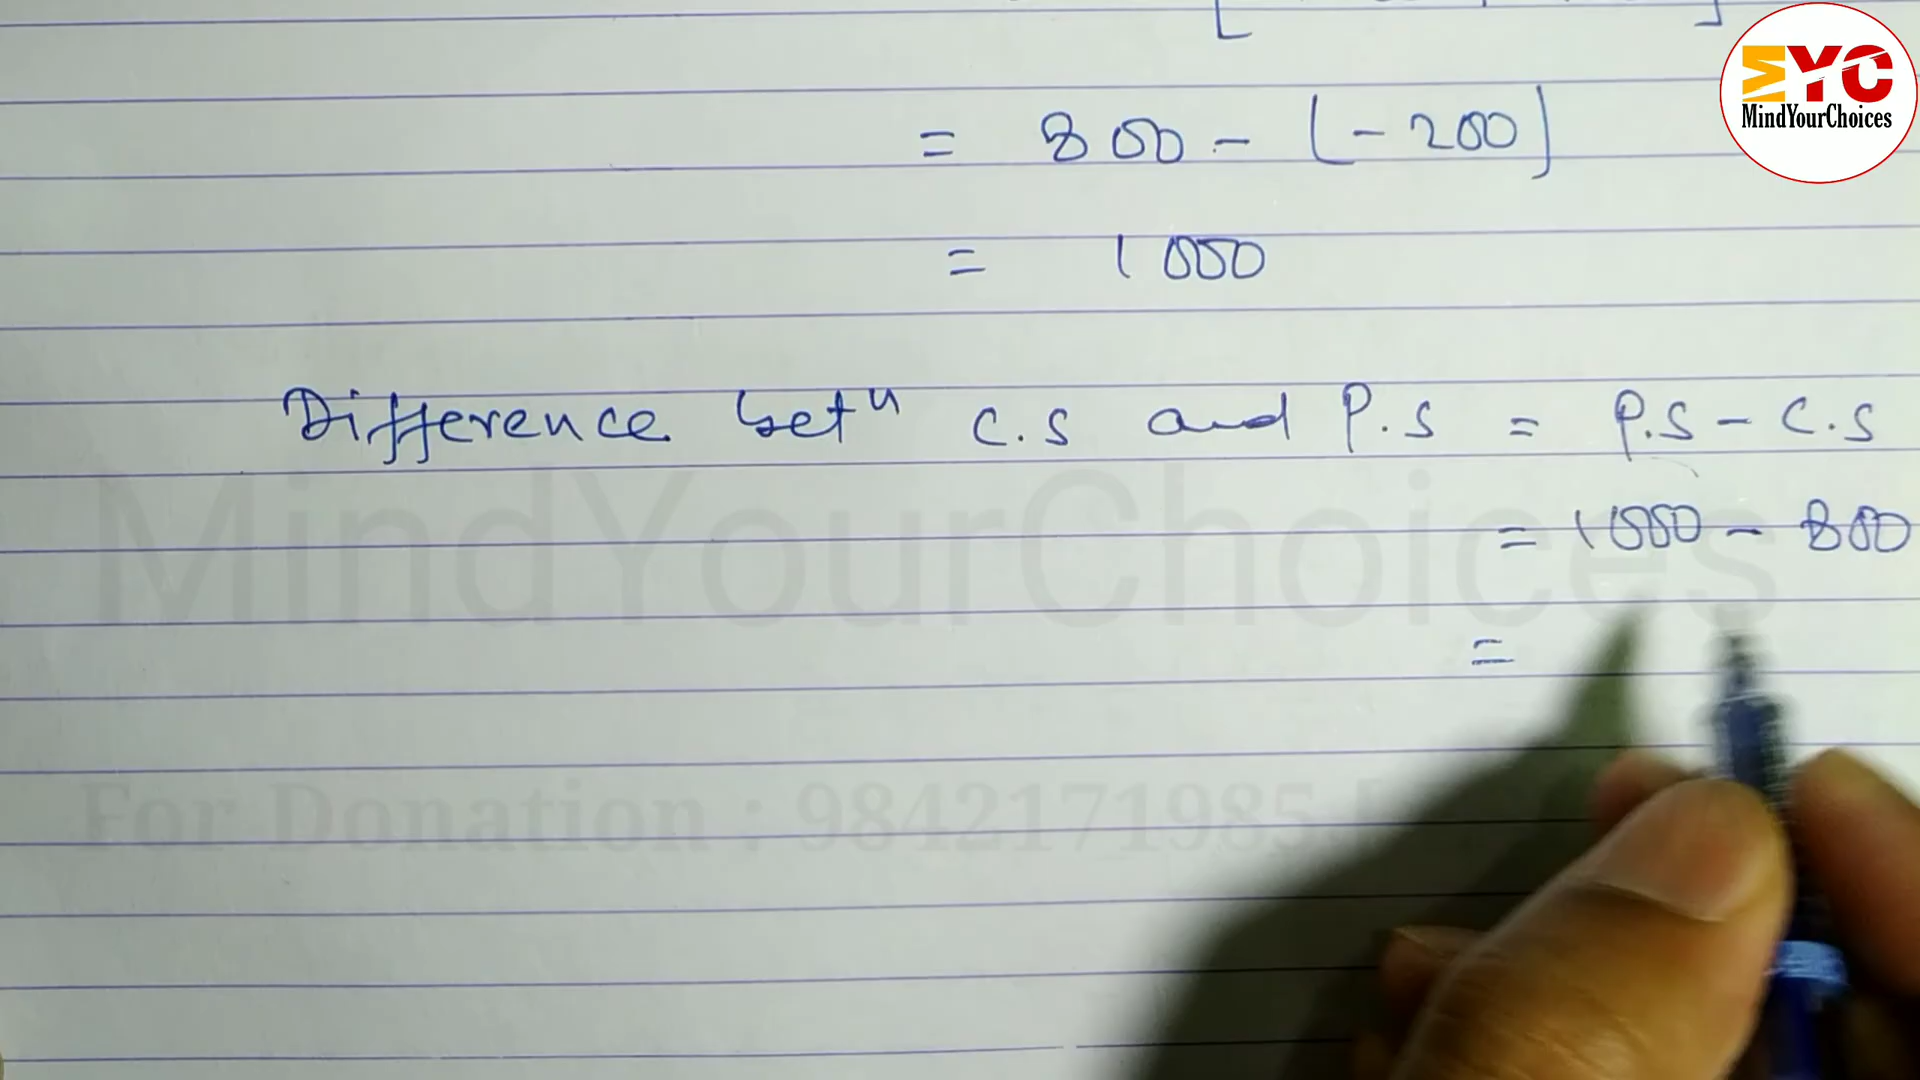 MYC
MindYourChoices
= 800 - (-200)
= 1000
Difference betⁿ C.S and P.S = P.S - C.S
= 1000 - 800
=
MindYourChoices
For Donation : 9842171985